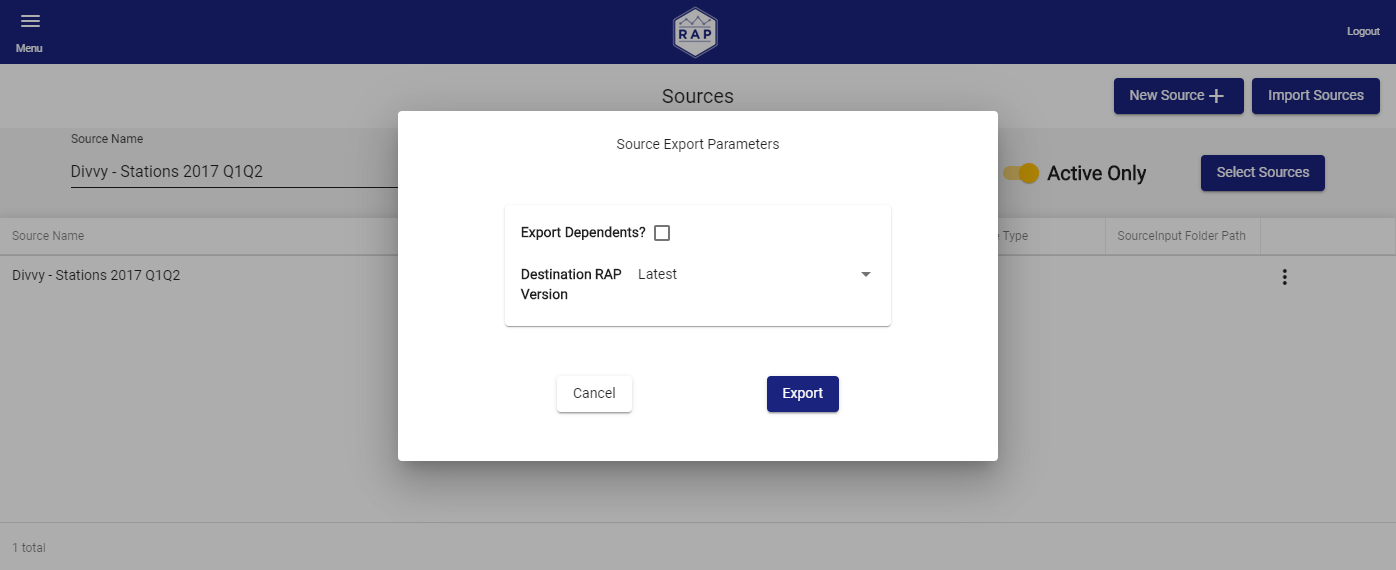 Menu
RAP
Logout
Sources
New Source
Import Sources
Source Name
Divvy - Stations 2017 Q1Q2
Active Only
Select Sources
Source Export Parameters
Export Dependents?
Destination RAP
Version
Latest
Cancel
Export
Source Name
Type
SourceInput Folder Path
Divvy - Stations 2017 Q1Q2
1 total